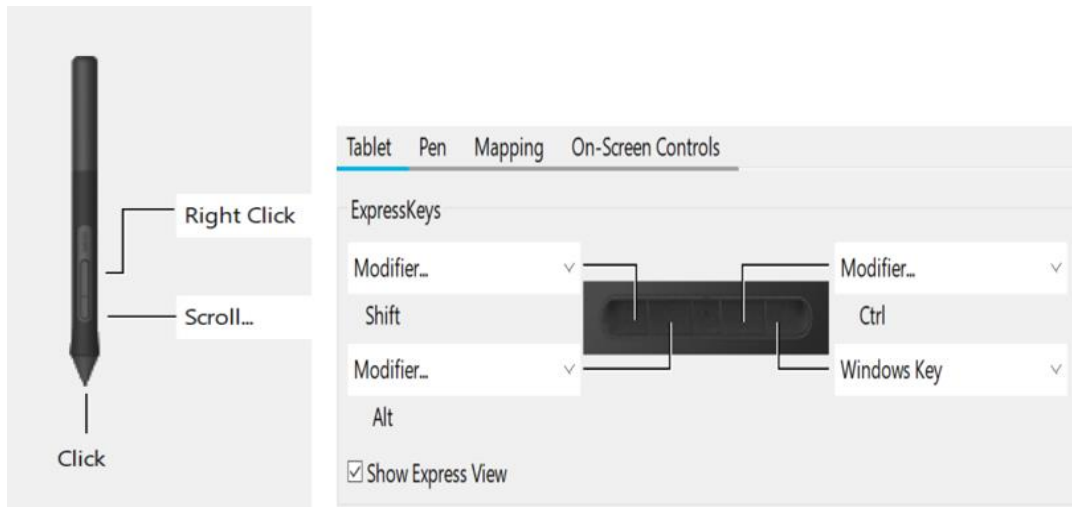 Right Click
Scroll...
Click
Tablet Pen Mapping On-Screen Controls
ExpressKeys
Modifier... Modifier...
Shift Ctrl
Modifier... Windows Key
Alt
Show Express View